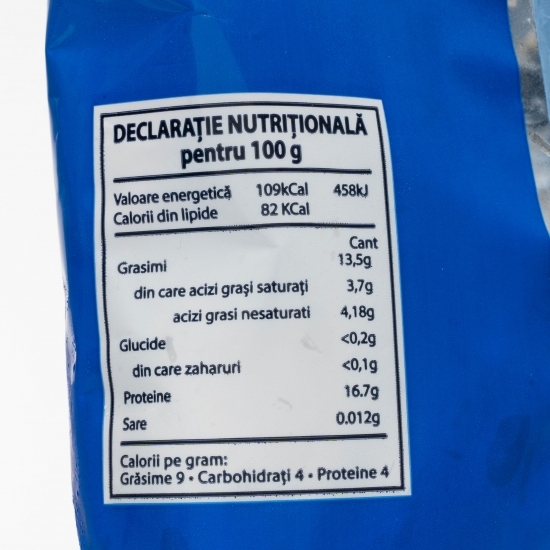 DECLARAȚIE NUTRIȚIONALĂ
pentru 100 g
Valoare energetică 109kCal 458kJ
Calorii din lipide 82 KCal
Cant
Grasimi 13,5g
din care acizi grași saturați 3,7g
acizi grasi nesaturati 4,18g
Glucide <0,2g
din care zaharuri <0,1g
Proteine 16.7g
Sare 0.012g
Calorii pe gram:
Grăsime 9 • Carbohidrați 4 • Proteine 4